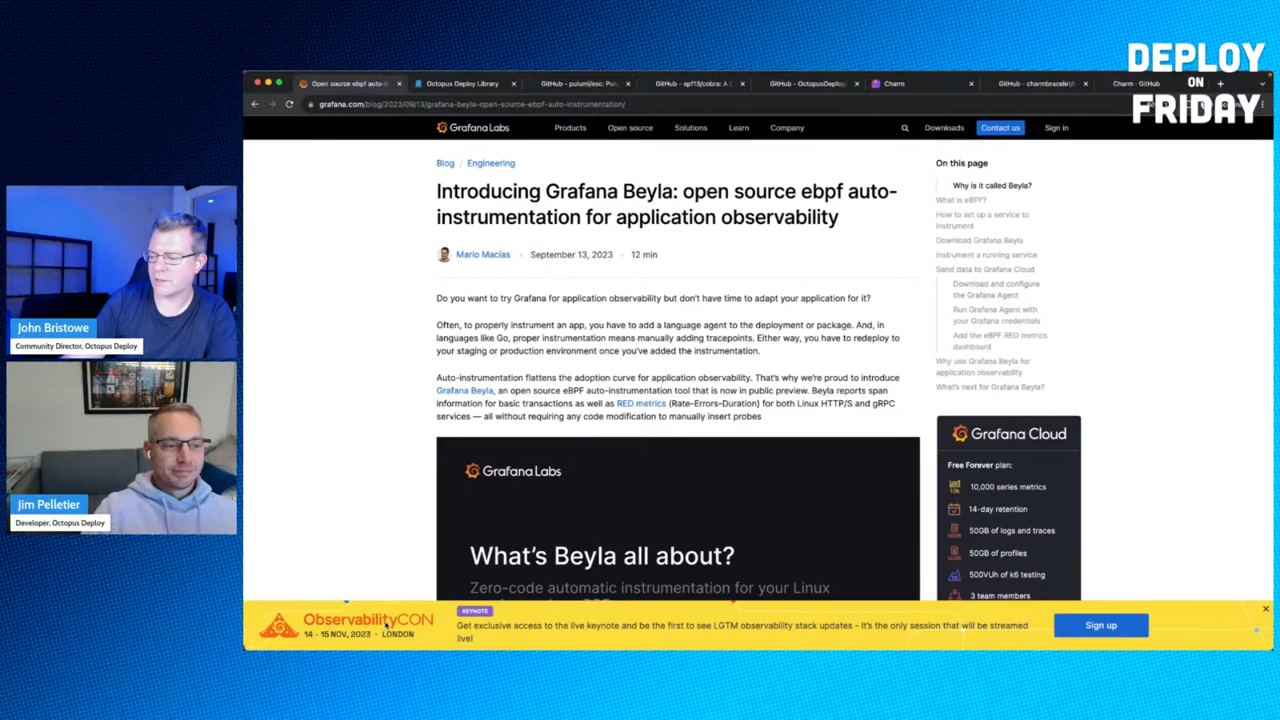 DEPLOY
ON
FRIDAY
Open source ebpf auto-
Octopus Deploy Library
GitHub - pulumi/esc: Pul
GitHub - spf13/cobra: A C
GitHub - OctopusDeploy
Charm
GitHub - charmbracelet/
Charm · GitHub
grafana.com/blog/2023/09/13/grafana-beyla-open-source-ebpf-auto-instrumentation/
Grafana Labs
Products
Open source
Solutions
Learn
Company
Downloads
Contact us
Sign in
Blog / Engineering
Introducing Grafana Beyla: open source ebpf auto-
instrumentation for application observability
Mario Macías · September 13, 2023 · 12 min
Do you want to try Grafana for application observability but don't have time to adapt your application for it?
Often, to properly instrument an app, you have to add a language agent to the deployment or package. And, in
languages like Go, proper instrumentation means manually adding tracepoints. Either way, you have to redeploy to
your staging or production environment once you've added the instrumentation.
Auto-instrumentation flattens the adoption curve for application observability. That's why we're proud to introduce
Grafana Beyla, an open source eBPF auto-instrumentation tool that is now in public preview. Beyla reports span
information for basic transactions as well as RED metrics (Rate-Errors-Duration) for both Linux HTTP/S and gRPC
services — all without requiring any code modification to manually insert probes
Grafana Labs
What's Beyla all about?
Zero-code automatic instrumentation for your Linux
On this page
Why is it called Beyla?
What is eBPF?
How to set up a service to
instrument
Download Grafana Beyla
Instrument a running service
Send data to Grafana Cloud
Download and configure
the Grafana Agent
Run Grafana Agent with
your Grafana credentials
Add the eBPF RED metrics
dashboard
Why use Grafana Beyla for
application observability
What's next for Grafana Beyla?
Grafana Cloud
Free Forever plan:
10k
10,000 series metrics
14-day retention
50GB of logs and traces
50GB of profiles
500VUh of k6 testing
3 team members
ObservabilityCON
14 - 15 NOV, 2023 · LONDON
KEYNOTE
Get exclusive access to the live keynote and be the first to see LGTM observability stack updates - It's the only session that will be streamed
live!
Sign up
John Bristowe
Community Director, Octopus Deploy
Jim Pelletier
Developer, Octopus Deploy